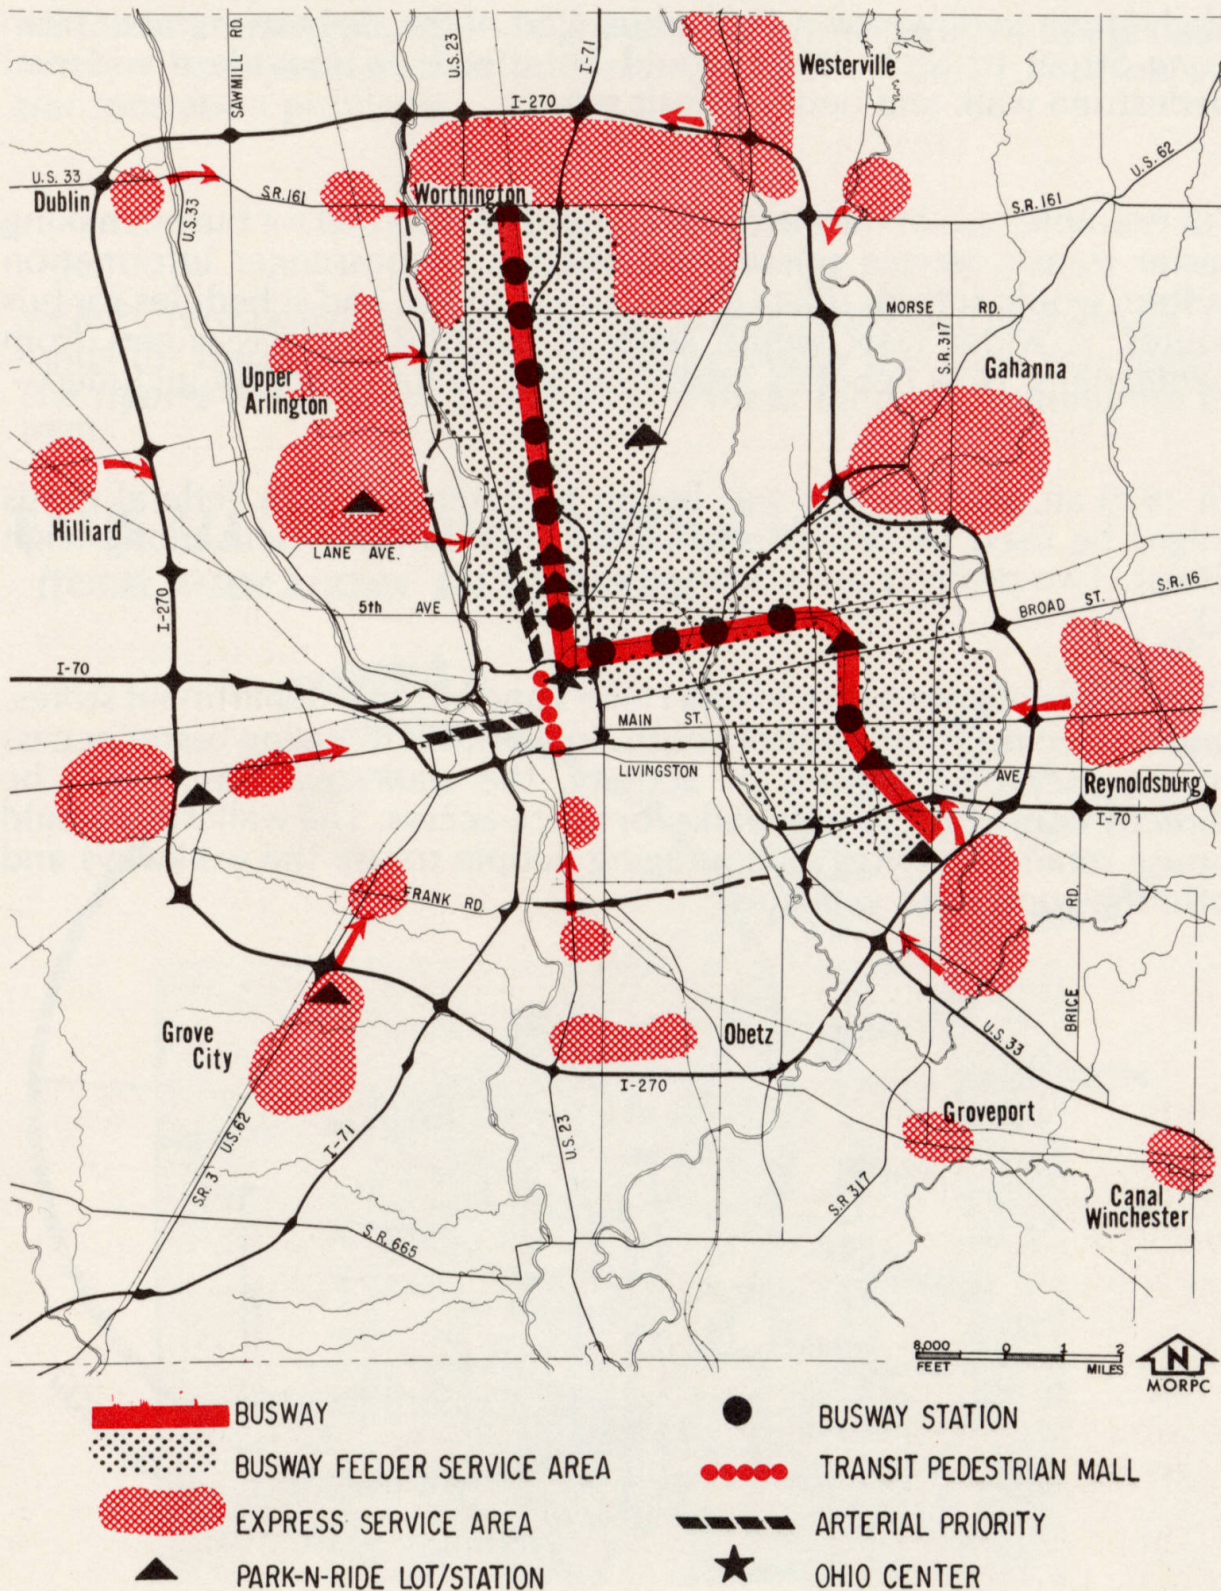 Westerville
SAWMILL RD.
U.S. 23
I-71
I-270
U.S. 62
U.S. 33
Dublin
U.S. 33
S.R. 161
Worthington
S.R. 161
MORSE RD.
S.R. 317
Gahanna
Upper
Arlington
Hilliard
LANE AVE.
I-270
5th AVE
S.R. 16
BROAD ST.
I-70
MAIN ST.
LIVINGSTON
AVE.
Reynoldsburg
I-70
FRANK RD.
BRICE RD
Grove
City
Obetz
U.S. 33
I-270
Groveport
U.S. 23
I-71
S.R. 3 U.S. 62
S.R. 317
Canal
Winchester
S.R. 665
8,000 0 1 2
FEET MILES
N
MORPC
BUSWAY
BUSWAY FEEDER SERVICE AREA
EXPRESS SERVICE AREA
PARK-N-RIDE LOT/STATION
BUSWAY STATION
TRANSIT PEDESTRIAN MALL
ARTERIAL PRIORITY
OHIO CENTER